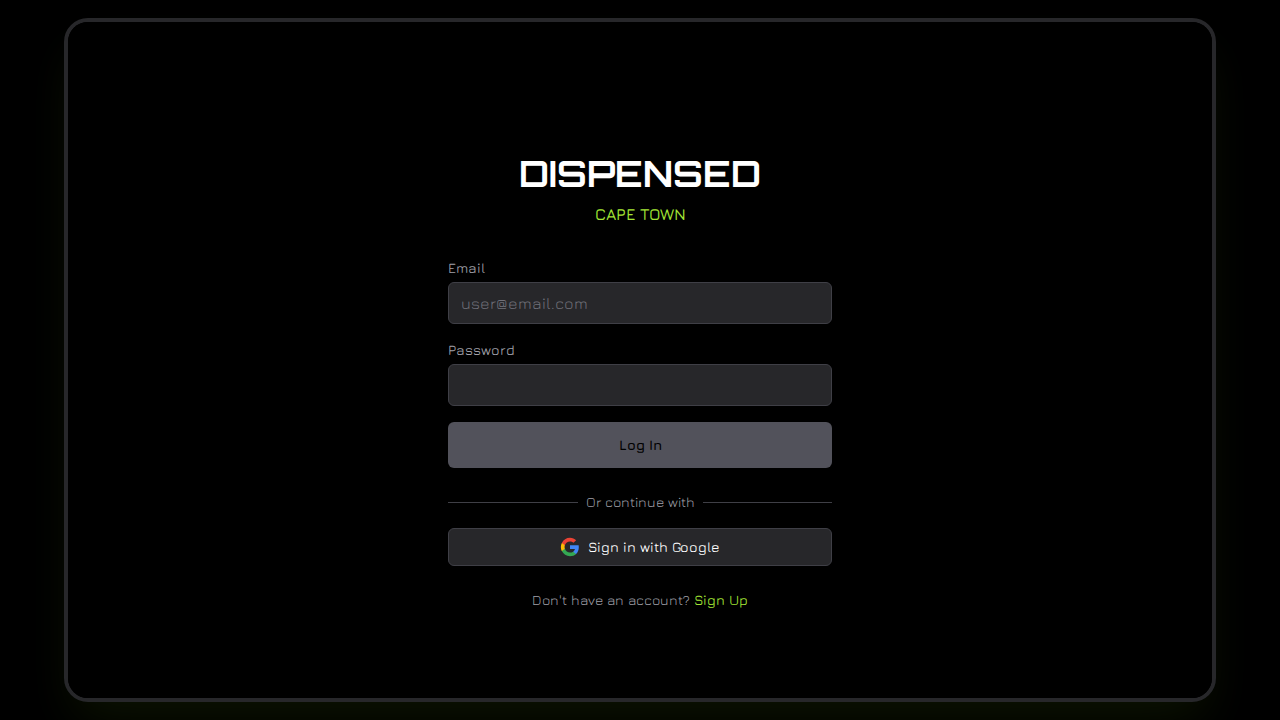 DISPENSED
CAPE TOWN
Email
user@email.com
Password
Log In
Or continue with
Sign in with Google
Don't have an account? Sign Up